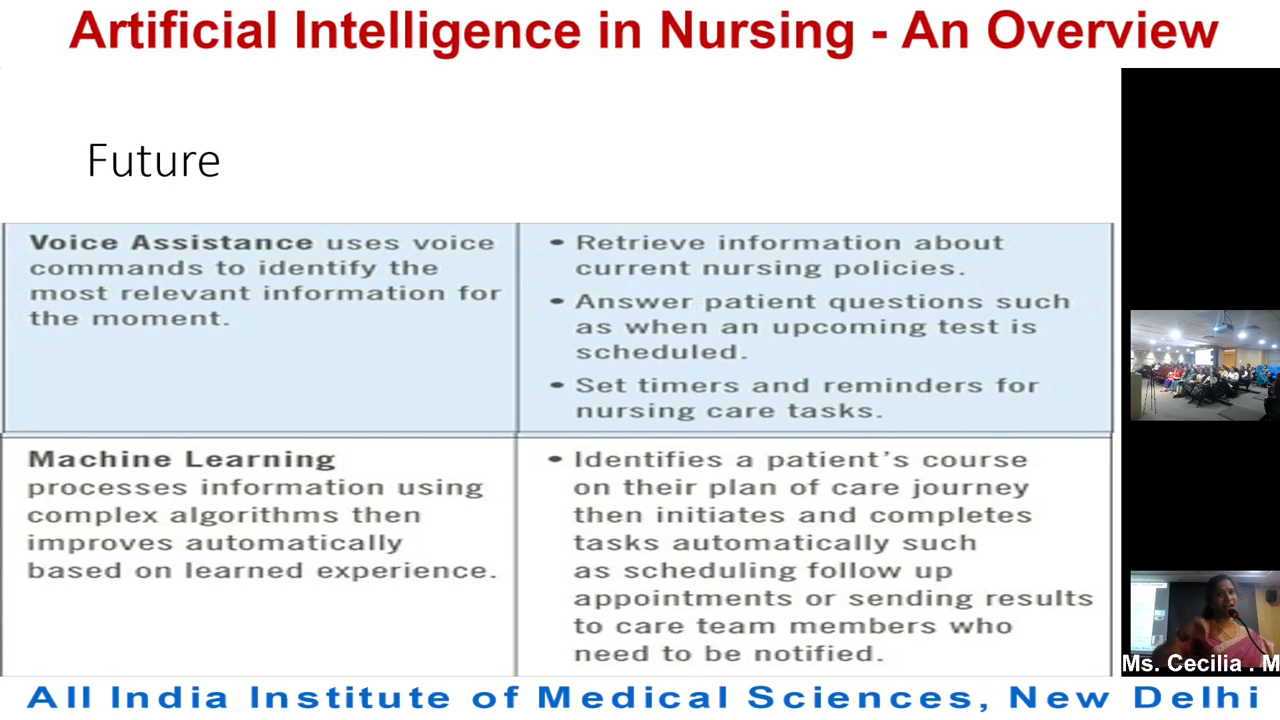 Artificial Intelligence in Nursing - An Overview
Future
Voice Assistance uses voice
commands to identify the
most relevant information for
the moment.
• Retrieve information about
current nursing policies.
• Answer patient questions such
as when an upcoming test is
scheduled.
• Set timers and reminders for
nursing care tasks.
Machine Learning
processes information using
complex algorithms then
improves automatically
based on learned experience.
• Identifies a patient's course
on their plan of care journey
then initiates and completes
tasks automatically such
as scheduling follow up
appointments or sending results
to care team members who
need to be notified.
Ms. Cecilia . M
All India Institute of Medical Sciences, New Delhi